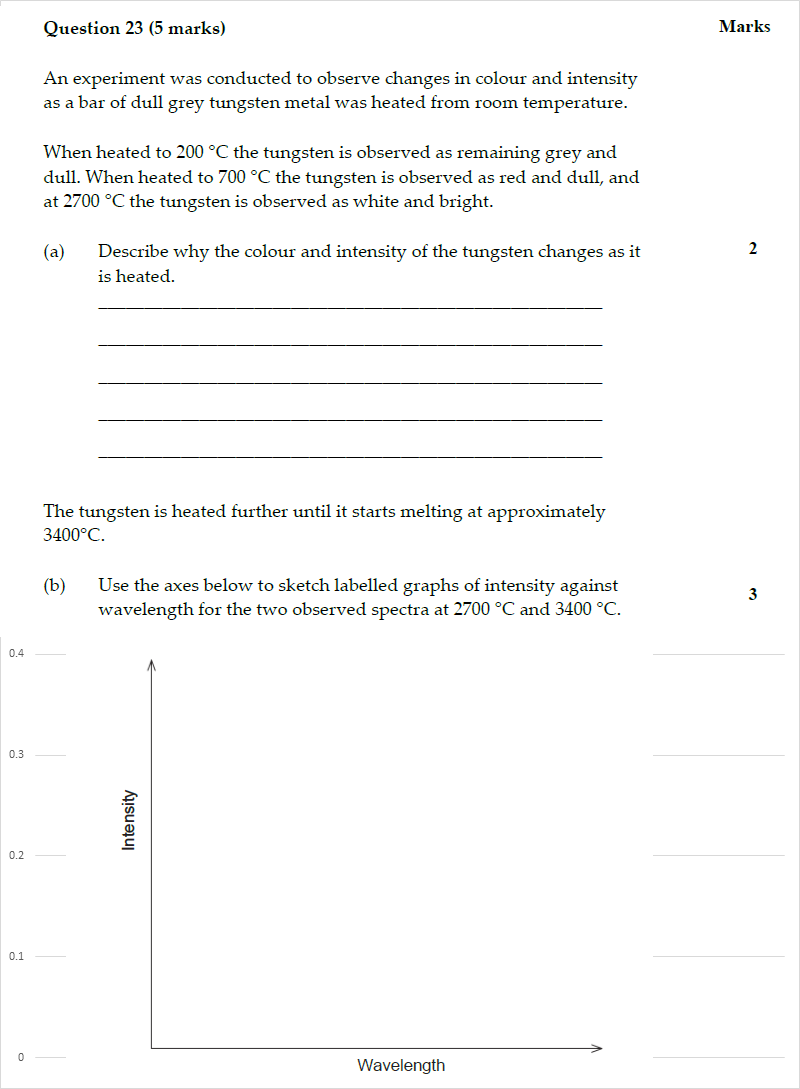 Question 23 (5 marks)
Marks
An experiment was conducted to observe changes in colour and intensity
as a bar of dull grey tungsten metal was heated from room temperature.
When heated to 200 °C the tungsten is observed as remaining grey and
dull. When heated to 700 °C the tungsten is observed as red and dull, and
at 2700 °C the tungsten is observed as white and bright.
(a) Describe why the colour and intensity of the tungsten changes as it
2
is heated.
The tungsten is heated further until it starts melting at approximately
3400°C.
(b) Use the axes below to sketch labelled graphs of intensity against
3
wavelength for the two observed spectra at 2700 °C and 3400 °C.
0.4
0.3
Intensity
0.2
0.1
0
Wavelength